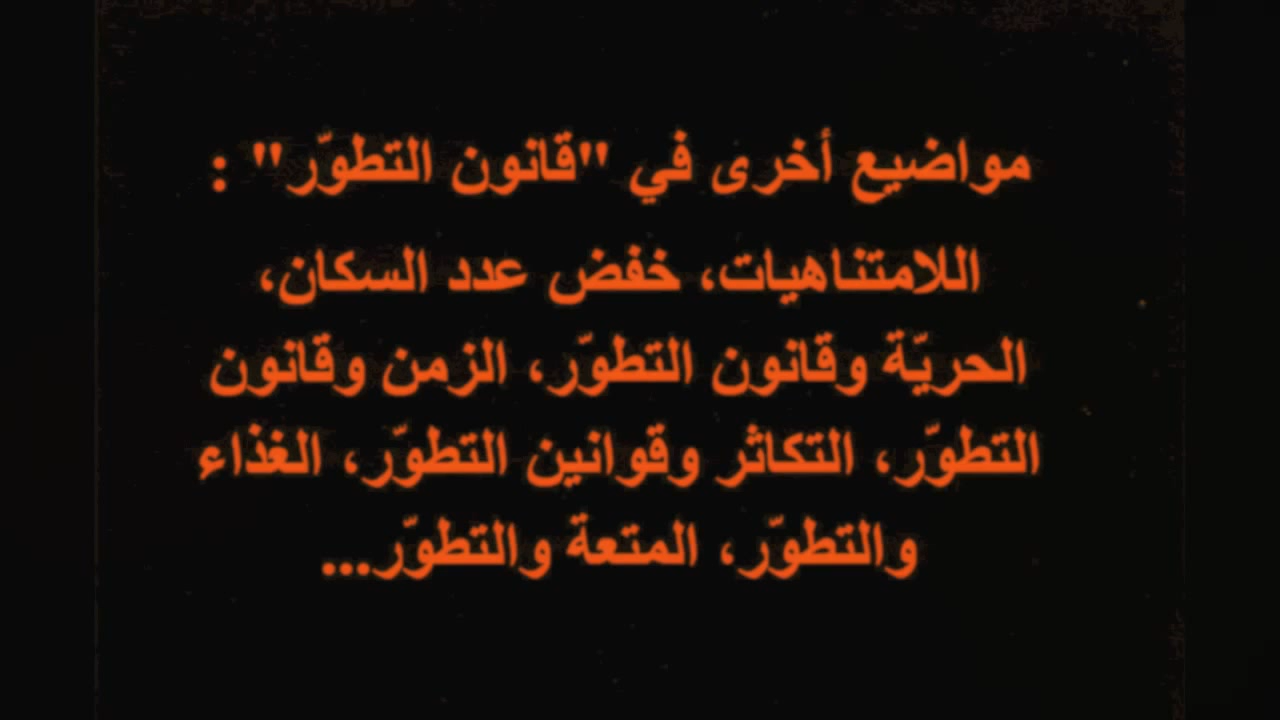 مواضيع أخرى في "قانون التطوّر" :
اللامتناهيات، خفض عدد السكان،
الحريّة وقانون التطوّر، الزمن وقانون
التطوّر، التكاثر وقوانين التطوّر، الغذاء
والتطوّر، المتعة والتطوّر...